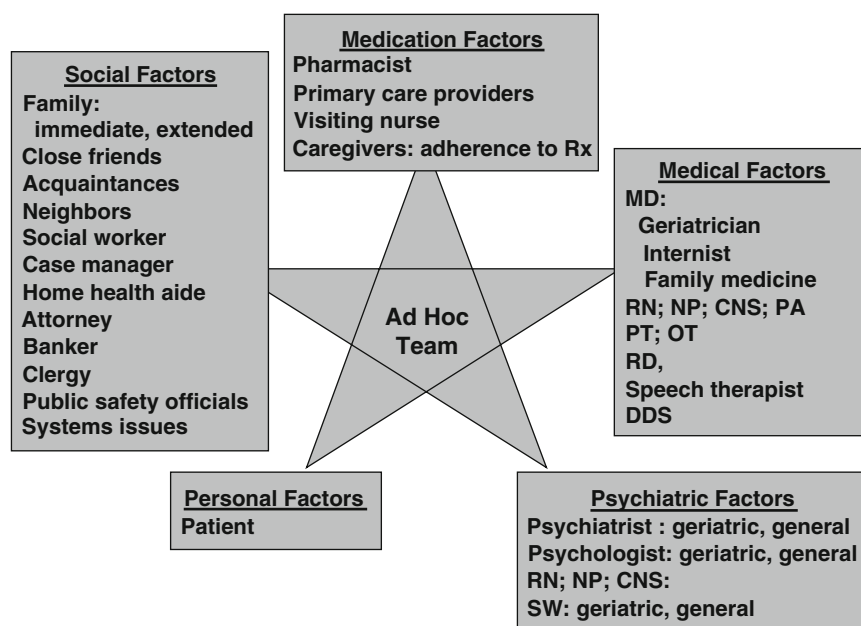 Social Factors
Family:
immediate, extended
Close friends
Acquaintances
Neighbors
Social worker
Case manager
Home health aide
Attorney
Banker
Clergy
Public safety officials
Systems issues
Medication Factors
Pharmacist
Primary care providers
Visiting nurse
Caregivers: adherence to Rx
Medical Factors
MD:
Geriatrician
Internist
Family medicine
RN; NP; CNS; PA
PT; OT
RD,
Speech therapist
DDS
Ad Hoc
Team
Personal Factors
Patient
Psychiatric Factors
Psychiatrist : geriatric, general
Psychologist: geriatric, general
RN; NP; CNS:
SW: geriatric, general